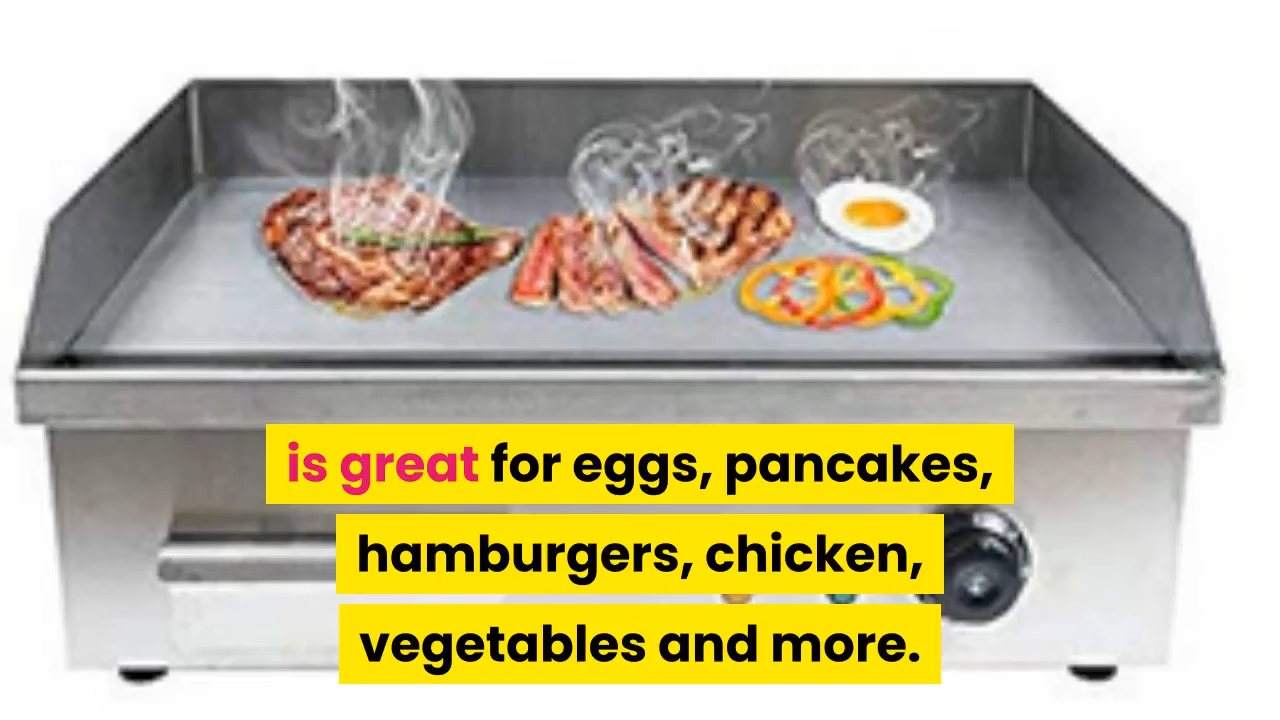 is great for eggs, pancakes,
hamburgers, chicken,
vegetables and more.